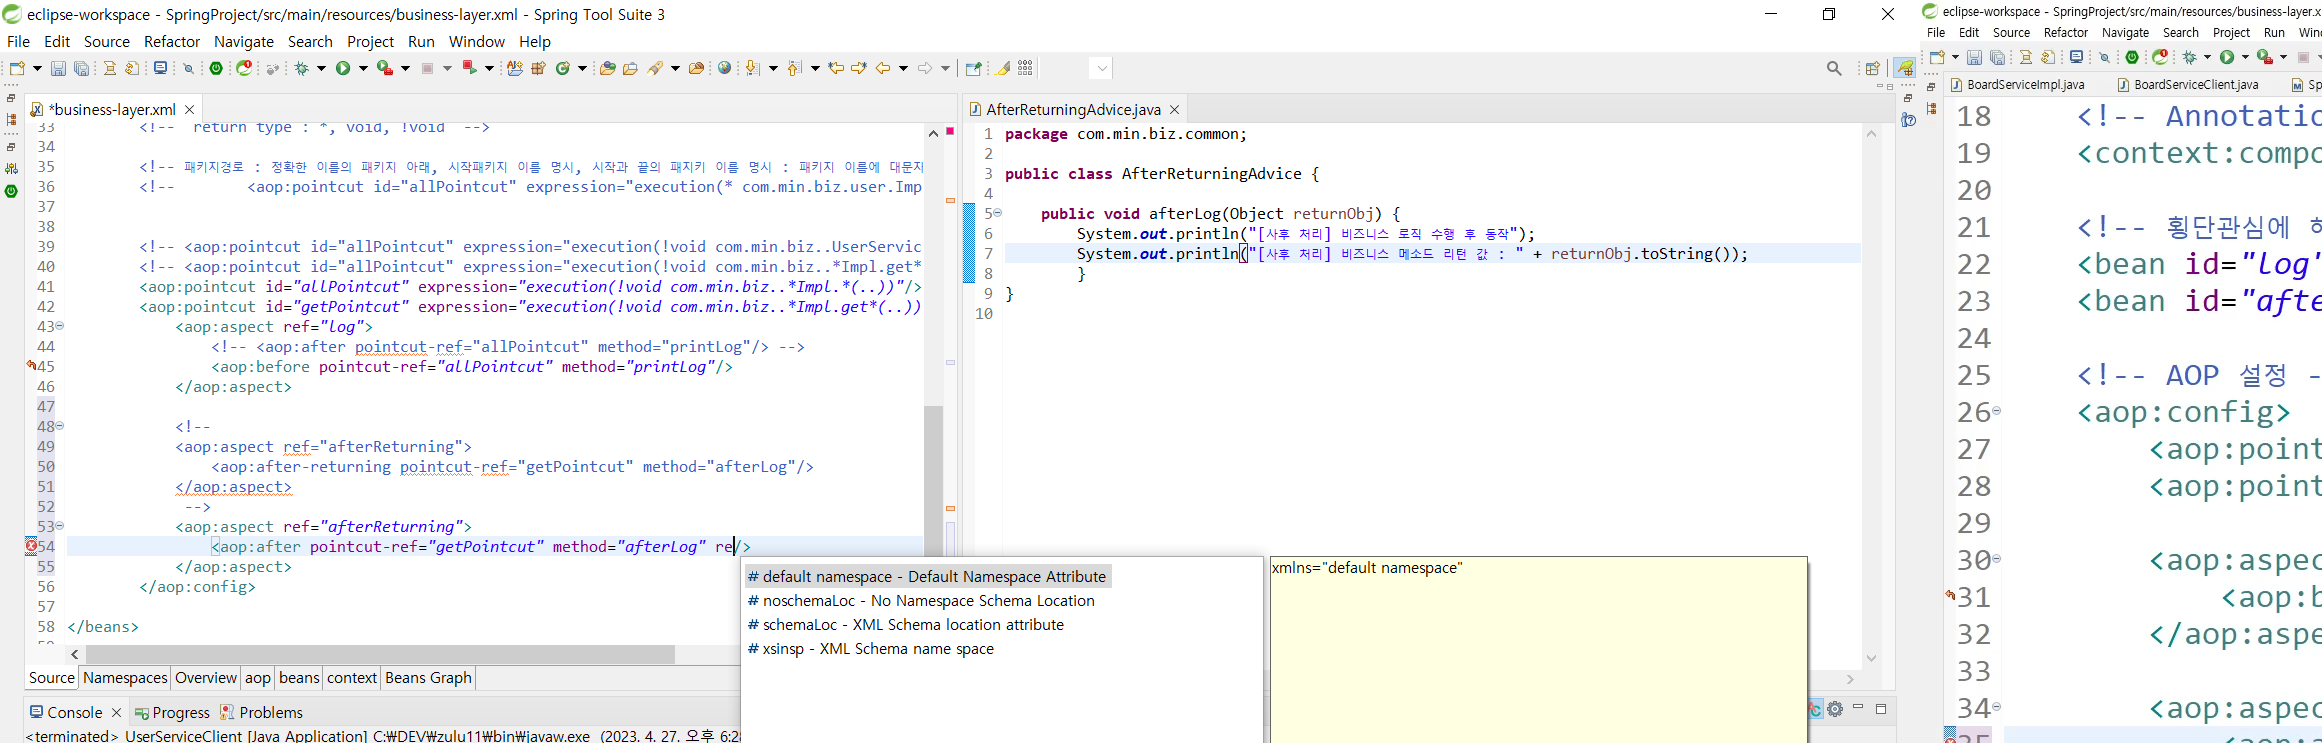 eclipse-workspace - SpringProject/src/main/resources/business-layer.xml - Spring Tool Suite 3
File Edit Source Refactor Navigate Search Project Run Window Help
*business-layer.xml
33 <!-- return type : *, void, !void -->
34
35 <!-- 패키지경로 : 정확한 이름의 패키지 아래, 시작패키지 이름 명시, 시작과 끝의 패지키 이름 명시 : 패키지 이름에 대문자
36 <!-- <aop:pointcut id="allPointcut" expression="execution(* com.min.biz.user.Imp
37
38
39 <!-- <aop:pointcut id="allPointcut" expression="execution(!void com.min.biz..UserServic
40 <!-- <aop:pointcut id="allPointcut" expression="execution(!void com.min.biz..*Impl.get*
41 <aop:pointcut id="allPointcut" expression="execution(!void com.min.biz..*Impl.*(..))"/>
42 <aop:pointcut id="getPointcut" expression="execution(!void com.min.biz..*Impl.get*(..))
43 <aop:aspect ref="log">
44 <!-- <aop:after pointcut-ref="allPointcut" method="printLog"/> -->
45 <aop:before pointcut-ref="allPointcut" method="printLog"/>
46 </aop:aspect>
47
48 <!--
49 <aop:aspect ref="afterReturning">
50 <aop:after-returning pointcut-ref="getPointcut" method="afterLog"/>
51 </aop:aspect>
52 -->
53 <aop:aspect ref="afterReturning">
54 <aop:after pointcut-ref="getPointcut" method="afterLog" re/>
55 </aop:aspect>
56 </aop:config>
57
58 </beans>
# default namespace - Default Namespace Attribute
# noschemaLoc - No Namespace Schema Location
# schemaLoc - XML Schema location attribute
# xsinsp - XML Schema name space
xmlns="default namespace"
Source Namespaces Overview aop beans context Beans Graph
Console Progress Problems
<terminated> UserServiceClient [Java Application] C:₩DEV₩zulu11₩bin₩javaw.exe (2023. 4. 27. 오후 6:28
AfterReturningAdvice.java
1 package com.min.biz.common;
2
3 public class AfterReturningAdvice {
4
5 public void afterLog(Object returnObj) {
6 System.out.println("[사후 처리] 비즈니스 로직 수행 후 동작");
7 System.out.println("[사후 처리] 비즈니스 메소드 리턴 값 : " + returnObj.toString());
8 }
9 }
10
eclipse-workspace - SpringProject/src/main/resources/business-layer.x
File Edit Source Refactor Navigate Search Project Run Win
BoardServiceImpl.java BoardServiceClient.java Sp
18 <!-- Annotatio
19 <context:compo
20
21 <!-- 횡단관심에 해
22 <bean id="log"
23 <bean id="afte
24
25 <!-- AOP 설정 -
26 <aop:config>
27 <aop:point
28 <aop:point
29
30 <aop:aspec
31 <aop:b
32 </aop:aspe
33
34 <aop:aspec
35 <aop:a